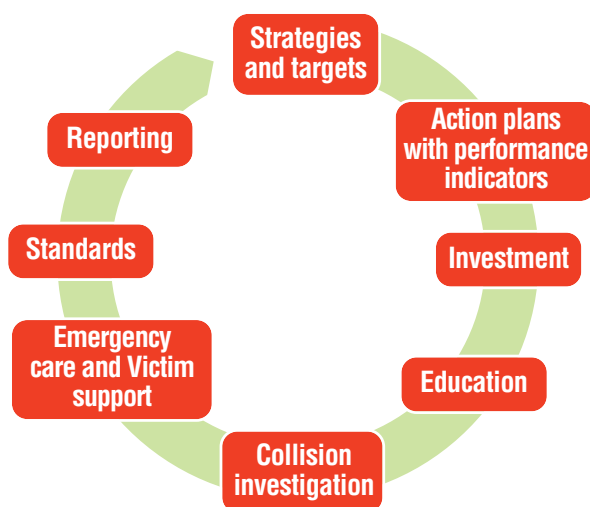 Strategies
and targets
Action plans
with performance
indicators
Investment
Education
Collision
investigation
Emergency
care and Victim
support
Standards
Reporting